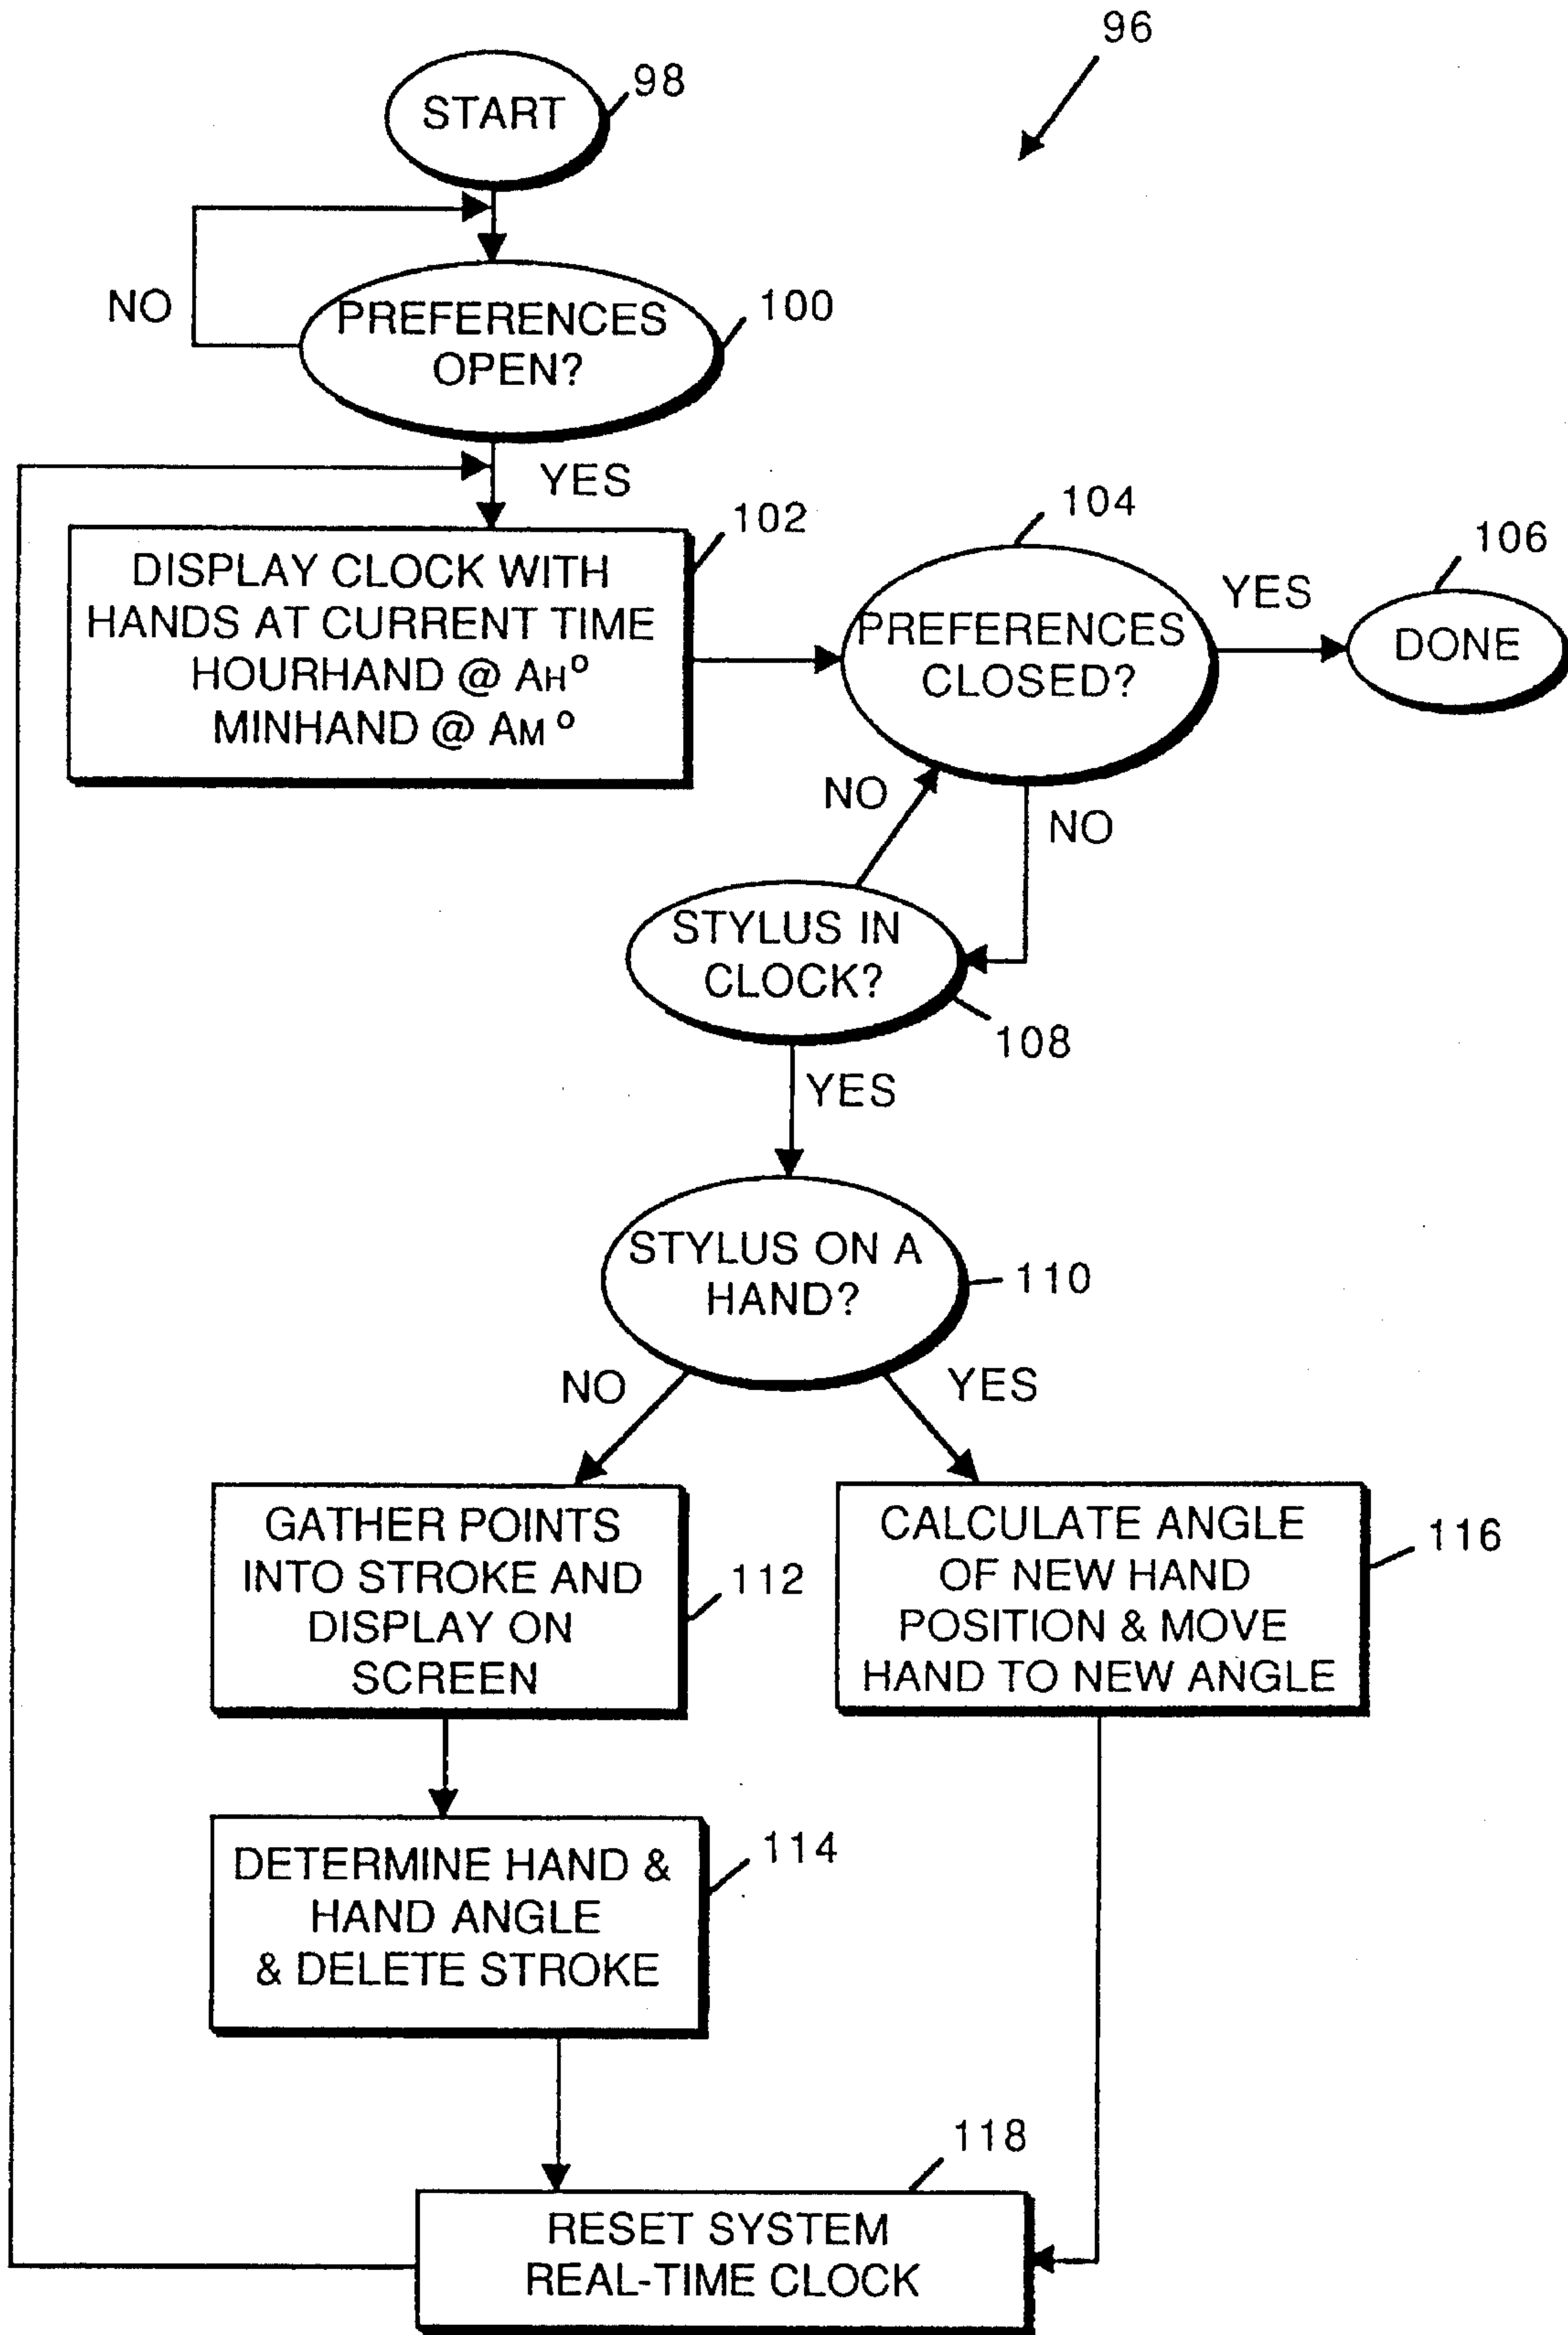 96
START
98
NO
PREFERENCES
OPEN?
100
YES
DISPLAY CLOCK WITH
HANDS AT CURRENT TIME
HOURHAND @ AH°
MINHAND @ AM °
102
PREFERENCES
CLOSED?
104
YES
DONE
106
NO
NO
STYLUS IN
CLOCK?
108
YES
STYLUS ON A
HAND?
110
NO
YES
GATHER POINTS
INTO STROKE AND
DISPLAY ON
SCREEN
112
CALCULATE ANGLE
OF NEW HAND
POSITION & MOVE
HAND TO NEW ANGLE
116
DETERMINE HAND &
HAND ANGLE
& DELETE STROKE
114
118
RESET SYSTEM
REAL-TIME CLOCK